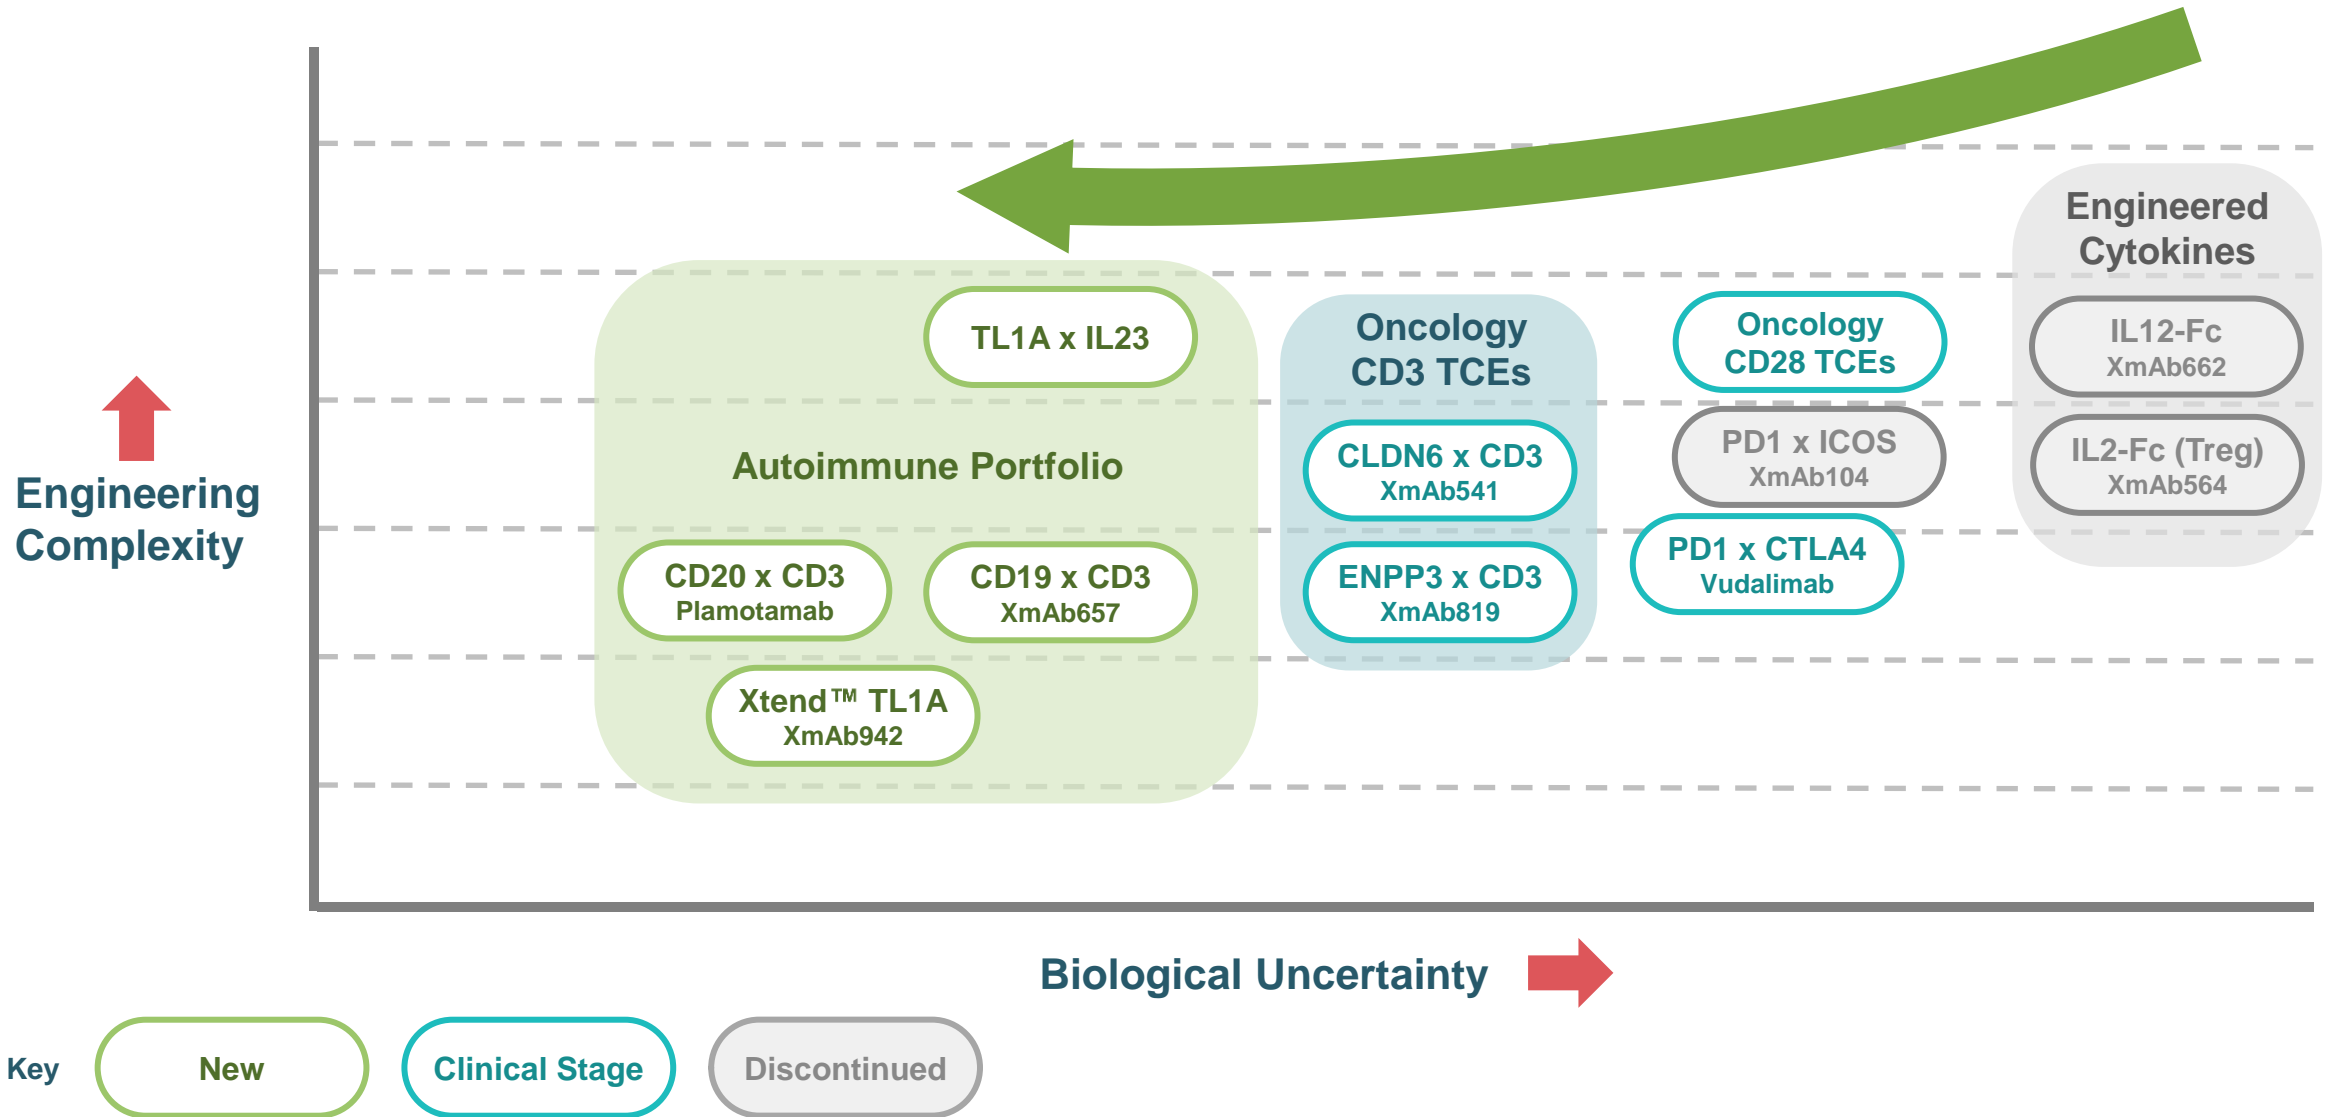 Engineering
Complexity
Autoimmune Portfolio
TL1A x IL23
CD20 x CD3
Plamotamab
CD19 x CD3
XmAb657
Xtend™ TL1A
XmAb942
Oncology
CD3 TCEs
CLDN6 x CD3
XmAb541
ENPP3 x CD3
XmAb819
Oncology
CD28 TCEs
PD1 x ICOS
XmAb104
PD1 x CTLA4
Vudalimab
Engineered
Cytokines
IL12-Fc
XmAb662
IL2-Fc (Treg)
XmAb564
Biological Uncertainty
Key
New
Clinical Stage
Discontinued